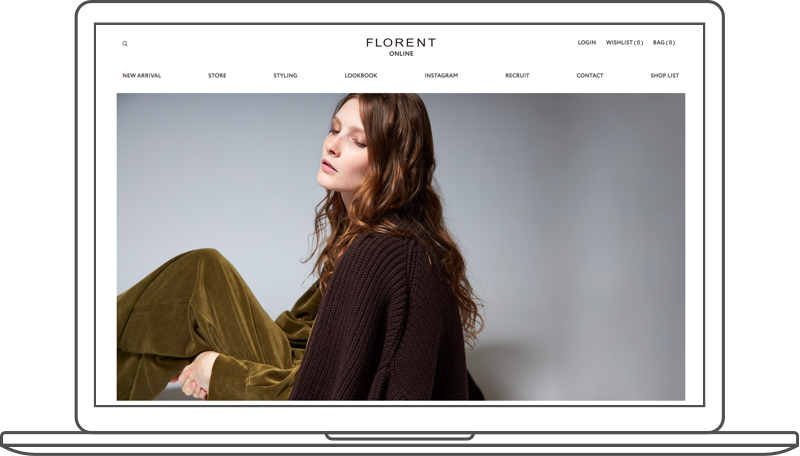 FLORENT
ONLINE
LOGIN WISHLIST ( 0 ) BAG ( 0 )
NEW ARRIVAL STORE STYLING LOOKBOOK INSTAGRAM RECRUIT CONTACT SHOP LIST